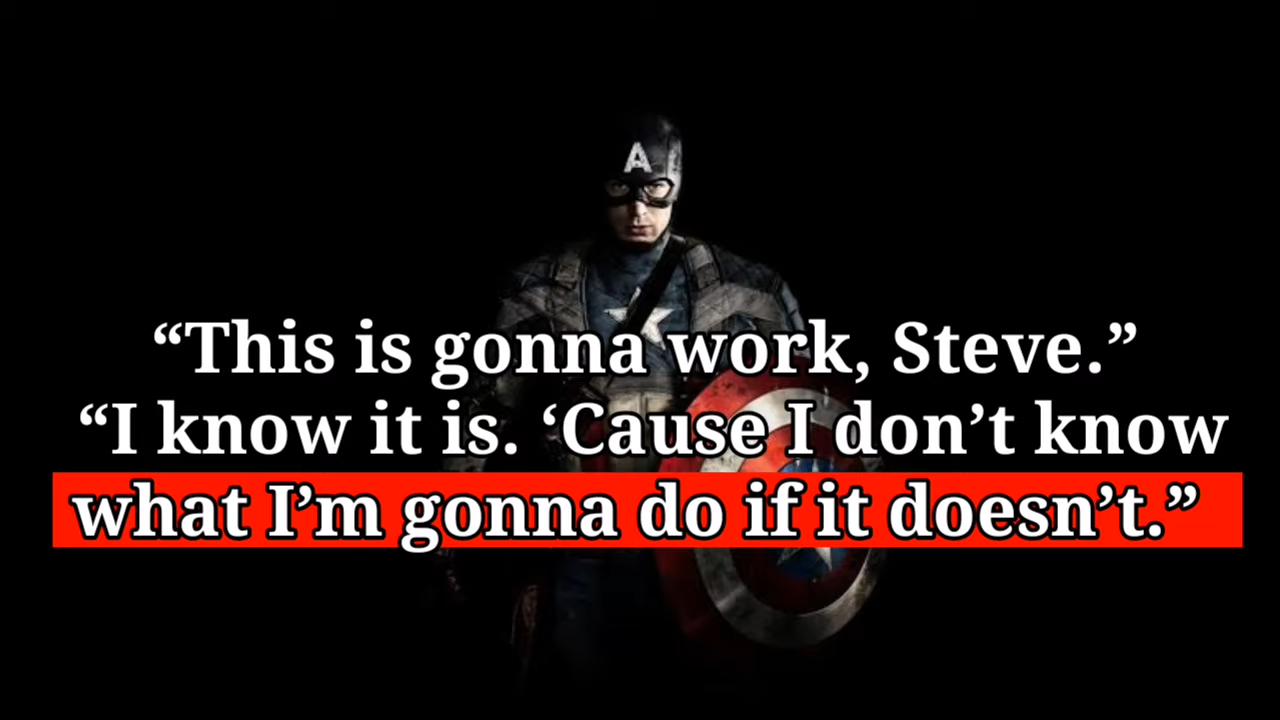 A
“This is gonna work, Steve.”
“I know it is. ‘Cause I don’t know
what I’m gonna do if it doesn’t.”